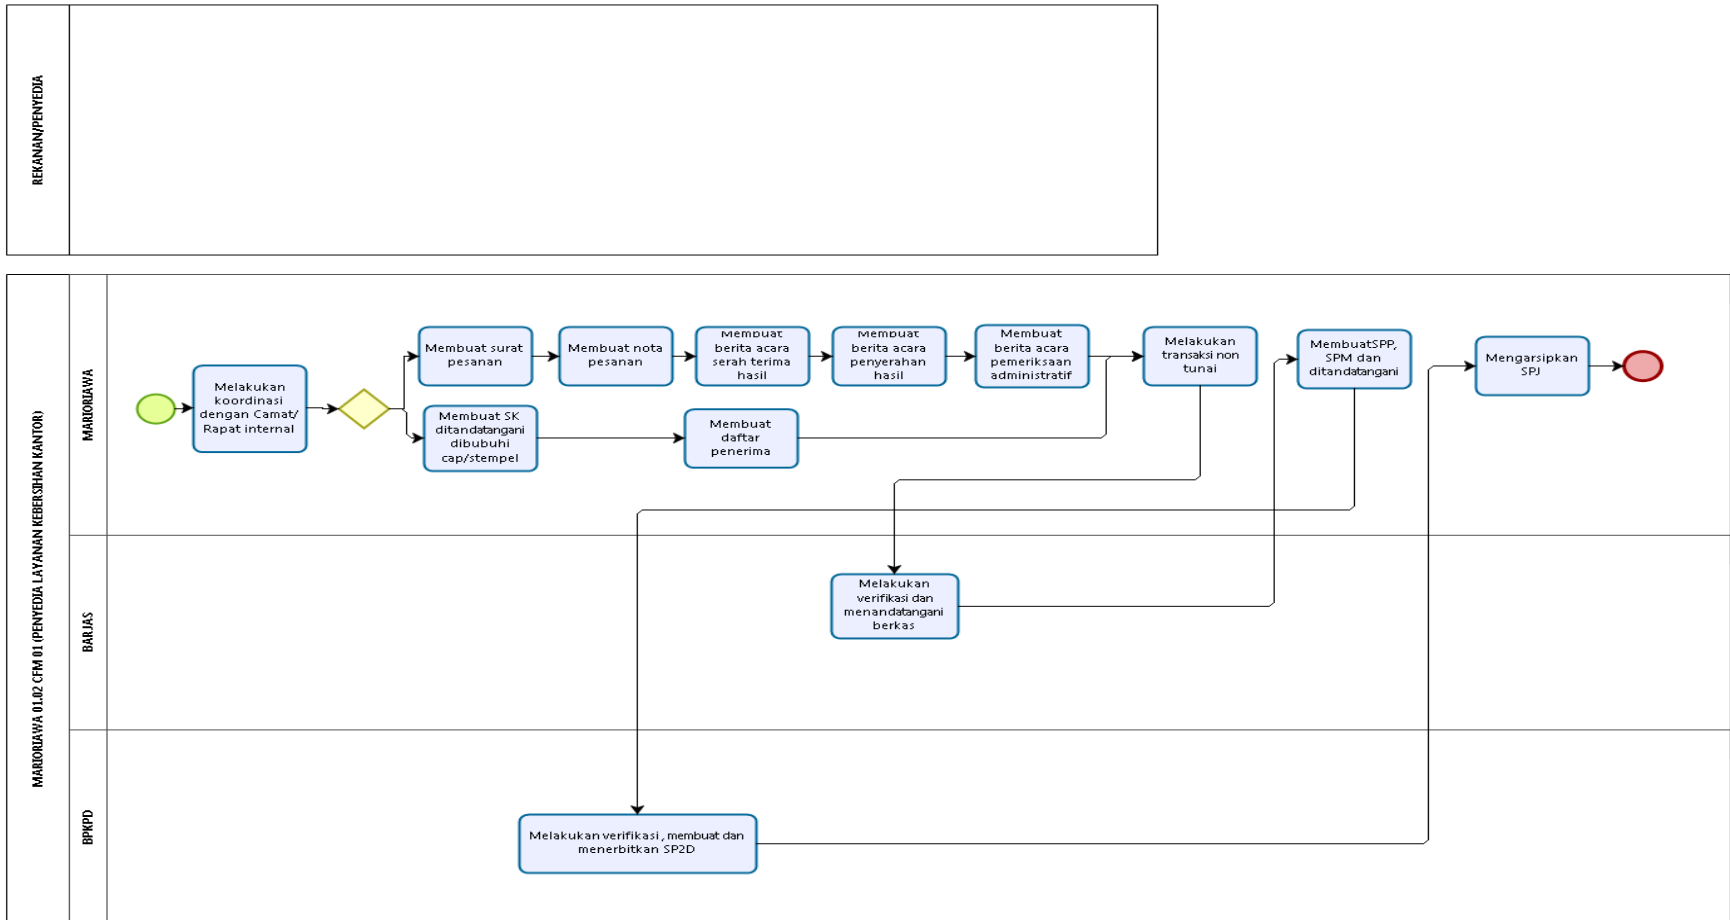 REKANAN/PENYEDIA
MARIORIAWA 01.02 CFM 01 (PENYEDIA LAYANAN KEBERSIHAN KANTOR)
MARIORIAWA
Melakukan
koordinasi
dengan Camat/
Rapat internal
Membuat surat
pesanan
Membuat nota
pesanan
Membuat
berita acara
serah terima
hasil
Membuat
berita acara
penyerahan
hasil
Membuat
berita acara
pemeriksaan
administratif
Melakukan
transaksi non
tunai
MembuatSPP,
SPM dan
ditandatangani
Mengarsipkan
SPJ
Membuat SK
ditandatangani
dibubuhi
cap/stempel
Membuat
daftar
penerima
BARJAS
Melakukan
verifikasi dan
menandatangani
berkas
BPKPD
Melakukan verifikasi, membuat dan
menerbitkan SP2D